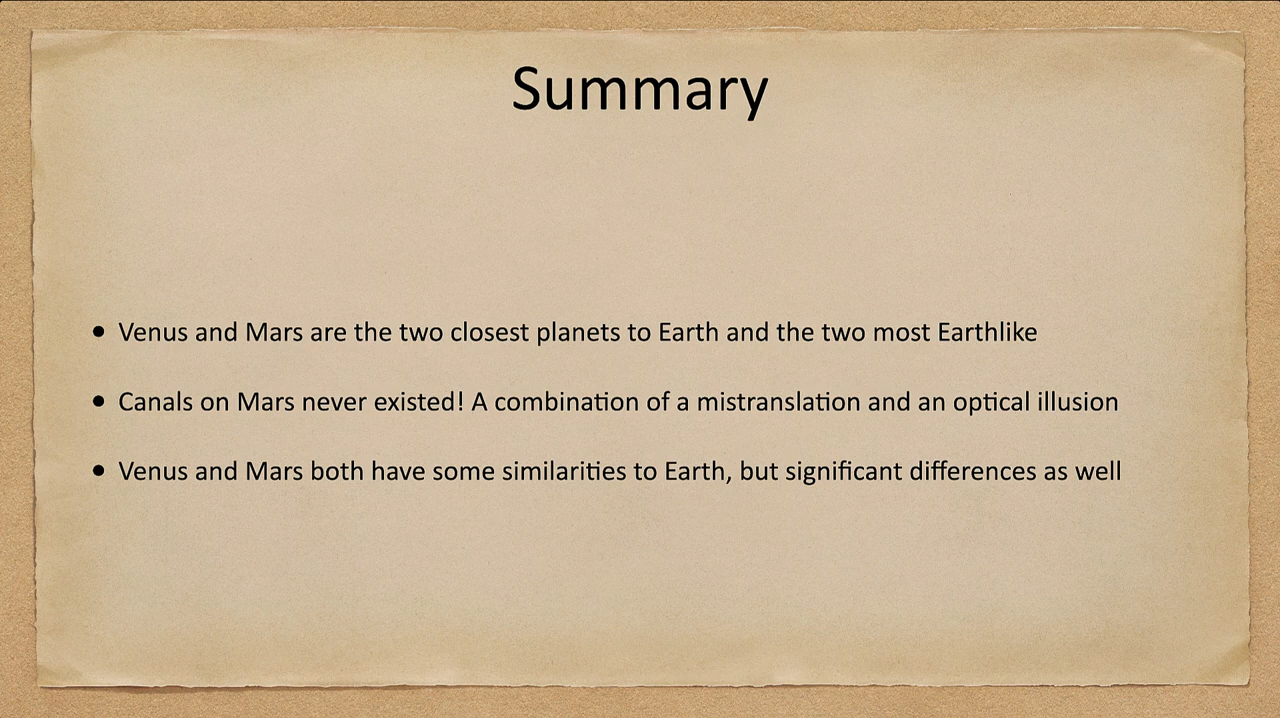 Summary
• Venus and Mars are the two closest planets to Earth and the two most Earthlike
• Canals on Mars never existed! A combination of a mistranslation and an optical illusion
• Venus and Mars both have some similarities to Earth, but significant differences as well